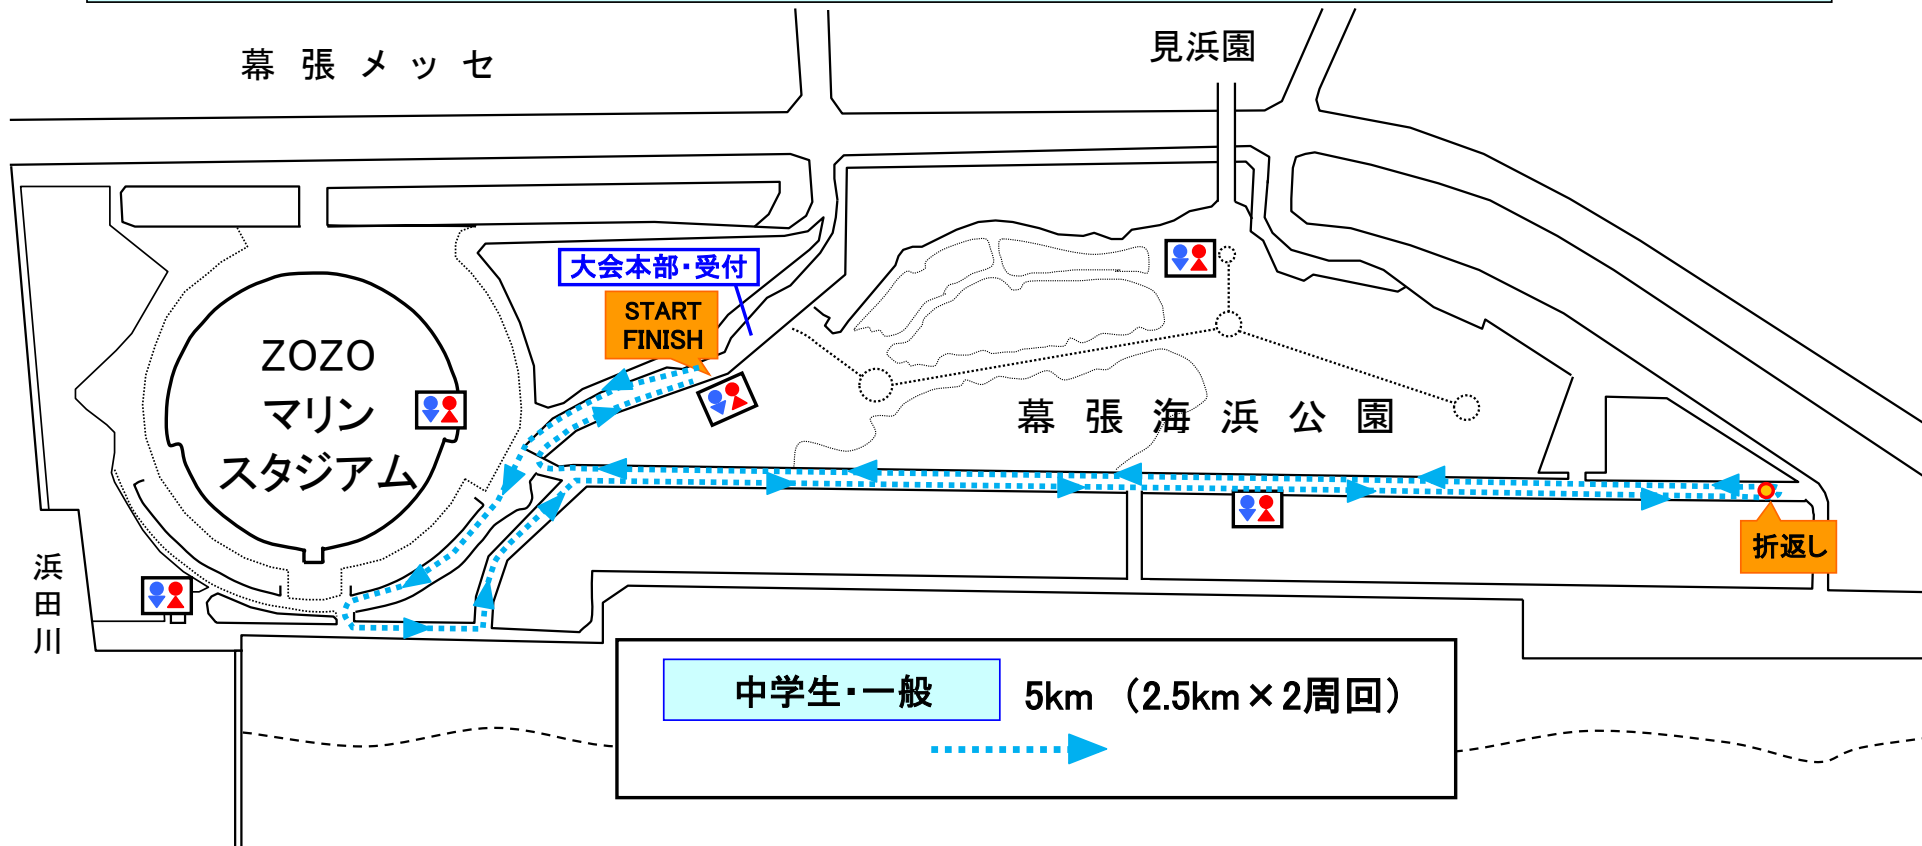 幕張メッセ
見浜園
大会本部・受付
START
FINISH
ZOZO
マリン
スタジアム
幕張海浜公園
折返し
浜
田
川
中学生・一般
5km （2.5km×2周回）